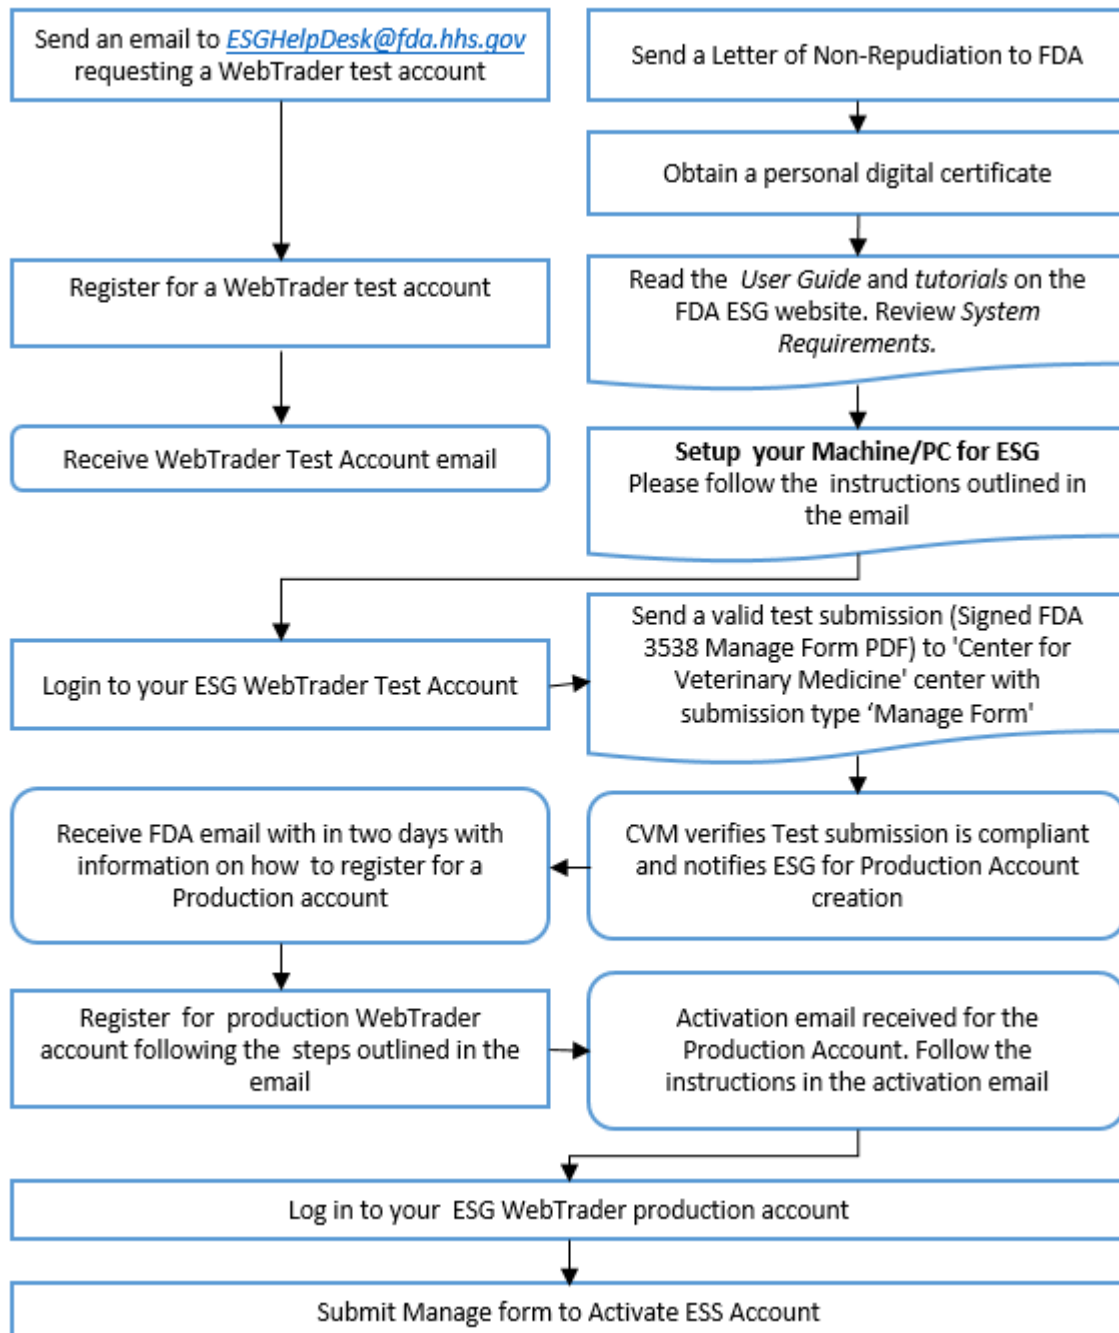 Send an email to ESGHelpDesk@fda.hhs.gov
requesting a WebTrader test account
Send a Letter of Non-Repudiation to FDA
Obtain a personal digital certificate
Register for a WebTrader test account
Read the User Guide and tutorials on the
FDA ESG website. Review System
Requirements.
Receive WebTrader Test Account email
Setup your Machine/PC for ESG
Please follow the instructions outlined in
the email
Login to your ESG WebTrader Test Account
Send a valid test submission (Signed FDA
3538 Manage Form PDF) to 'Center for
Veterinary Medicine' center with
submission type ‘Manage Form'
CVM verifies Test submission is compliant
and notifies ESG for Production Account
creation
Receive FDA email with in two days with
information on how to register for a
Production account
Register for production WebTrader
account following the steps outlined in the
email
Activation email received for the
Production Account. Follow the
instructions in the activation email
Log in to your ESG WebTrader production account
Submit Manage form to Activate ESS Account